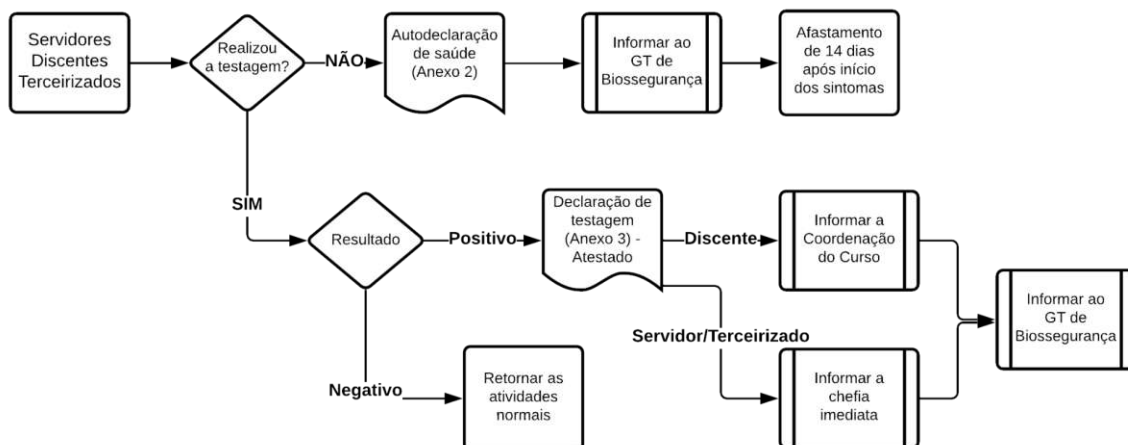 Servidores
Discentes
Terceirizados
Realizou
a testagem?
NÃO
Autodeclaração
de saúde
(Anexo 2)
Informar ao
GT de
Biossegurança
Afastamento
de 14 dias
após início
dos sintomas
SIM
Resultado
Positivo
Declaração de
testagem
(Anexo 3) -
Atestado
Discente
Informar a
Coordenação
do Curso
Servidor/Terceirizado
Informar ao
GT de
Biossegurança
Negativo
Retornar as
atividades
normais
Informar a
chefia
imediata